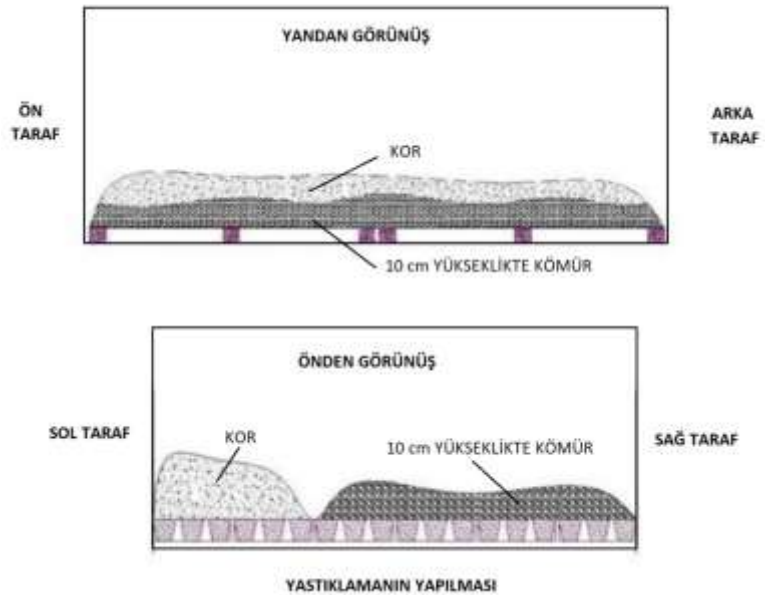 YANDAN GÖRÜNÜŞ
ÖN
TARAF
ARKA
TARAF
KOR
10 cm YÜKSEKLİKTE KÖMÜR
ÖNDEN GÖRÜNÜŞ
SOL TARAF
KOR
10 cm YÜKSEKLİKTE KÖMÜR
SAĞ TARAF
YASTIKLAMANIN YAPILMASI